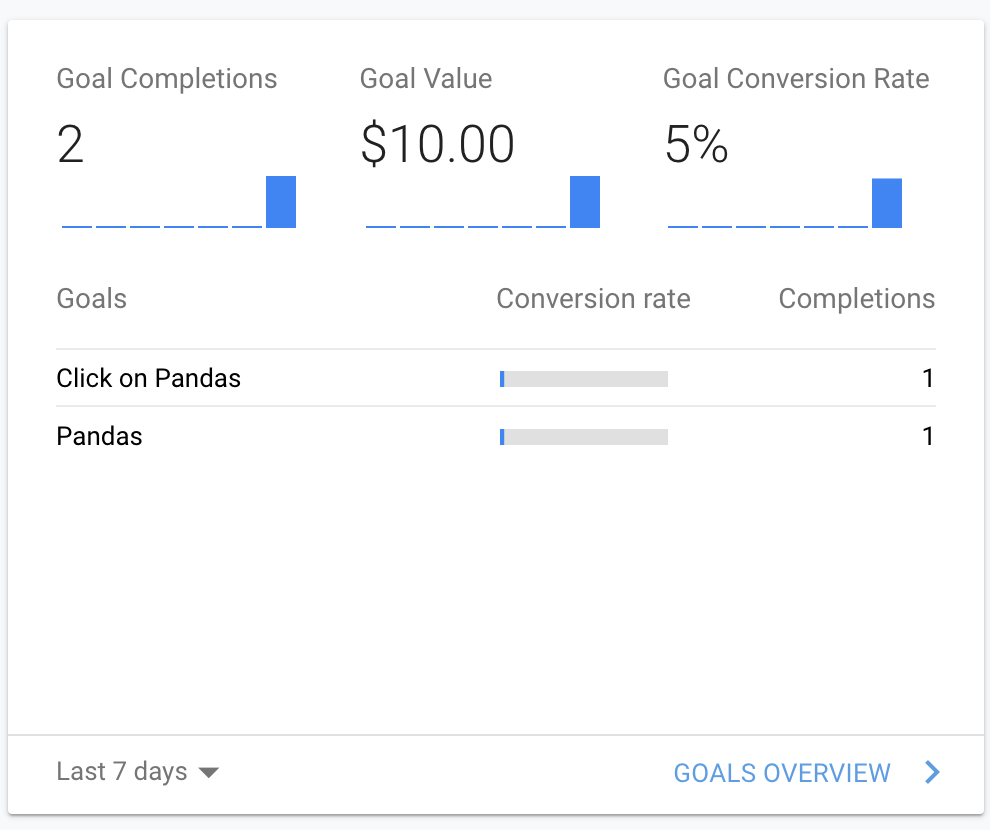 Goal Completions Goal Value Goal Conversion Rate
2 $10.00 5%
Goals Conversion rate Completions
Click on Pandas 1
Pandas 1
Last 7 days GOALS OVERVIEW